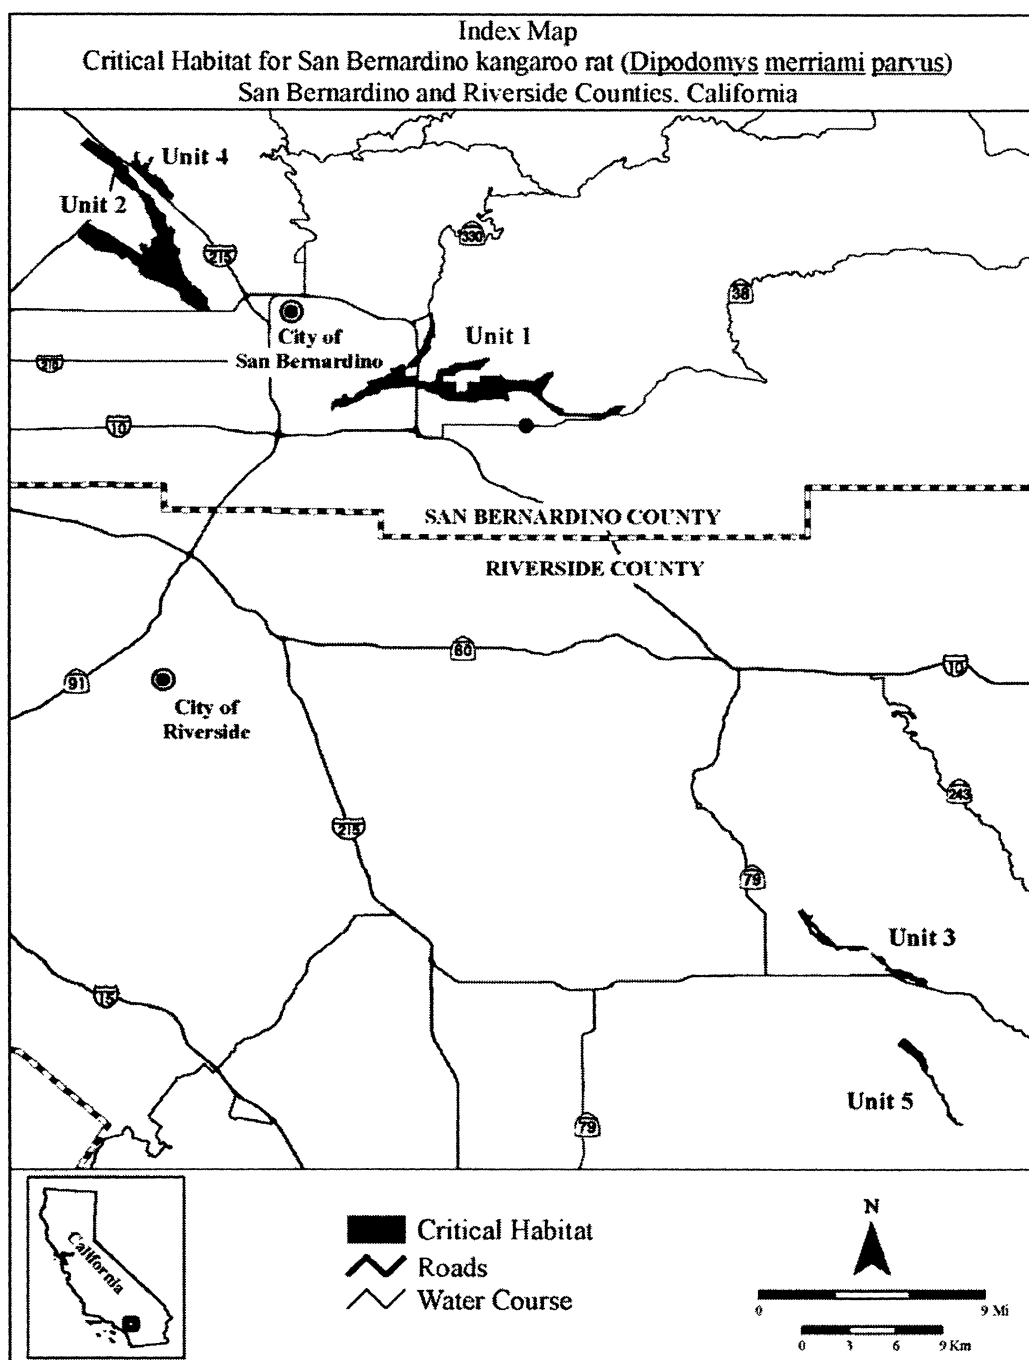 Index Map
Critical Habitat for San Bernardino kangaroo rat (Dipodomys merriami parvus)
San Bernardino and Riverside Counties. California
Unit 4
Unit 2
330
215
38
City of
San Bernardino
Unit 1
215
10
SAN BERNARDINO COUNTY
RIVERSIDE COUNTY
60
10
91
City of
Riverside
243
215
79
Unit 3
15
Unit 5
79
California
Critical Habitat
Roads
Water Course
N
0 9 Mi
0 3 6 9 Km